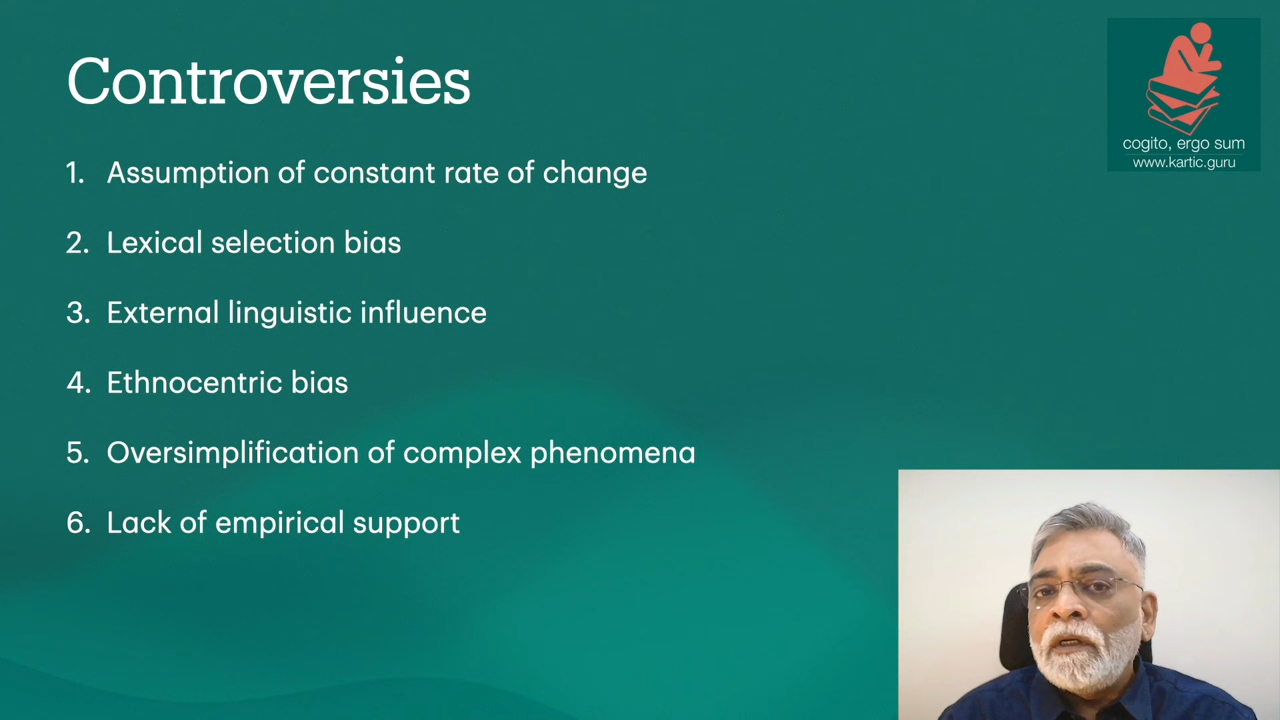 Controversies
1. Assumption of constant rate of change
2. Lexical selection bias
3. External linguistic influence
4. Ethnocentric bias
5. Oversimplification of complex phenomena
6. Lack of empirical support
cogito, ergo sum
www.kartic.guru